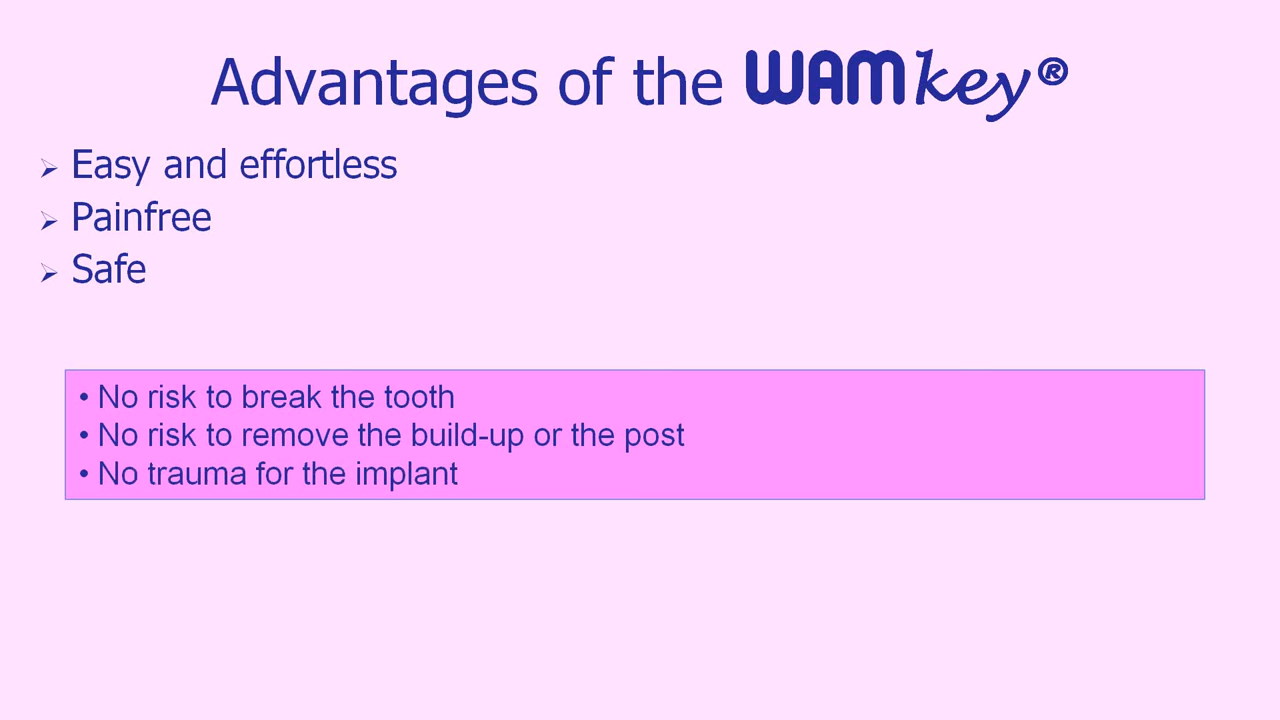 Advantages of the WAMkey®
➢ Easy and effortless
➢ Painfree
➢ Safe
• No risk to break the tooth
• No risk to remove the build-up or the post
• No trauma for the implant